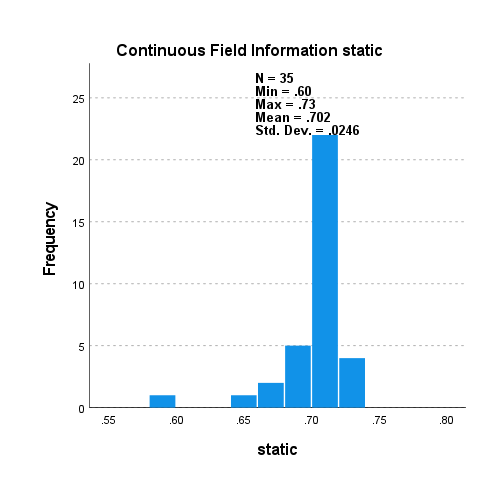 Continuous Field Information static
N = 35
Min = .60
Max = .73
Mean = .702
Std. Dev. = .0246
25
20
15
10
5
0
Frequency
.55 .60 .65 .70 .75 .80
static